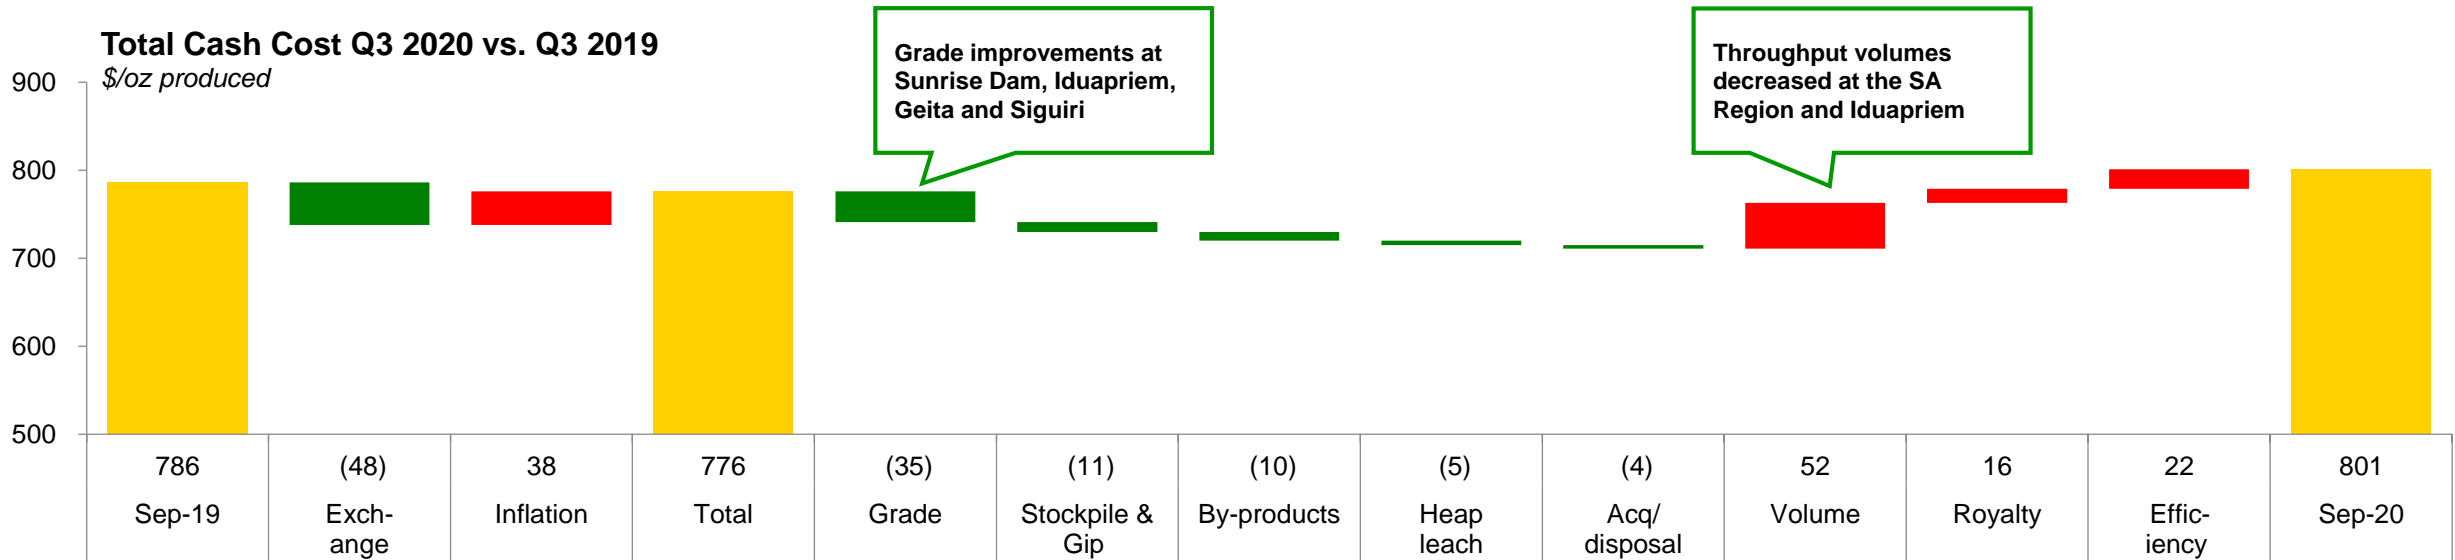 Total Cash Cost Q3 2020 vs. Q3 2019
$/oz produced
Grade improvements at
Sunrise Dam, Iduapriem,
Geita and Siguiri
Throughput volumes
decreased at the SA
Region and Iduapriem
900
800
700
600
500
786 (48) 38 776 (35) (11) (10) (5) (4) 52 16 22 801
Sep-19 Exch- Inflation Total Grade Stockpile & By-products Heap Acq/ Volume Royalty Effic- Sep-20
ange Gip leach disposal iency